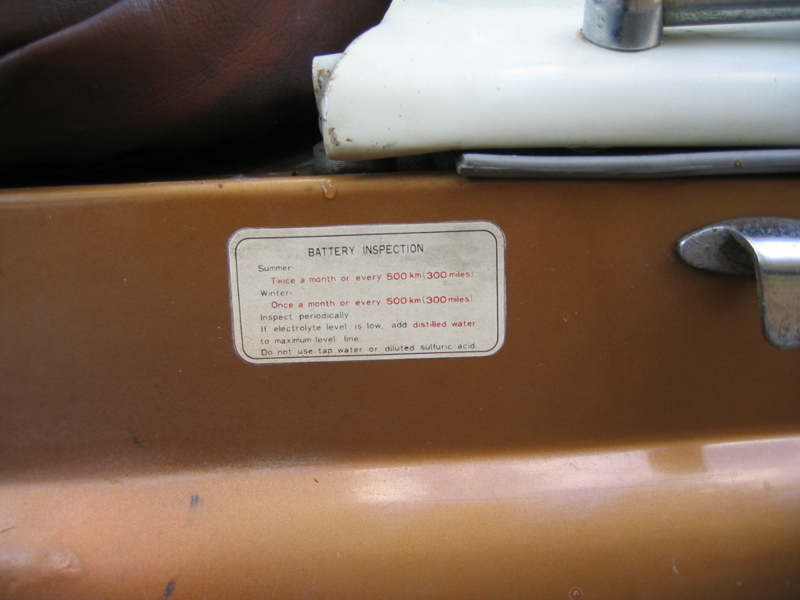 BATTERY INSPECTION
Summer-
Twice a month or every 500 km (300 miles)
Winter-
Once a month or every 500 km (300 miles)
Inspect periodically
If electrolyte level is low, add distilled water
to maximum level line.
Do not use tap water or diluted sulfuric acid